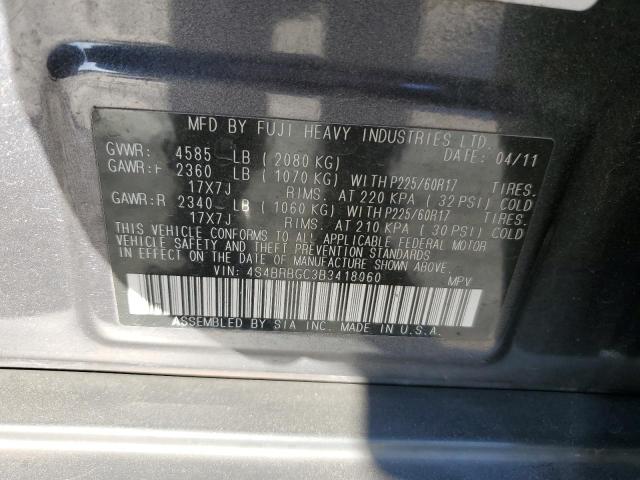 MFD BY FUJI HEAVY INDUSTRIES LTD.
GVWR: 4585 LB (2080 KG) DATE: 04/11
GAWR:F 2360 LB (1070 KG) WITH P225/60R17 TIRES.
17X7J RIMS. AT 220 KPA (32 PSI) COLD
GAWR:R 2340 LB (1060 KG) WITH P225/60R17 TIRES.
17X7J RIMS. AT 210 KPA (30 PSI) COLD
THIS VEHICLE CONFORMS TO ALL APPLICABLE FEDERAL MOTOR
VEHICLE SAFETY AND THEFT PREVENTION STANDARDS
IN EFFECT ON THE DATE OF MANUFACTURE SHOWN ABOVE.
VIN: 4S4BRBGC3B3418060 MPV
ASSEMBLED BY SIA INC. MADE IN U.S.A.